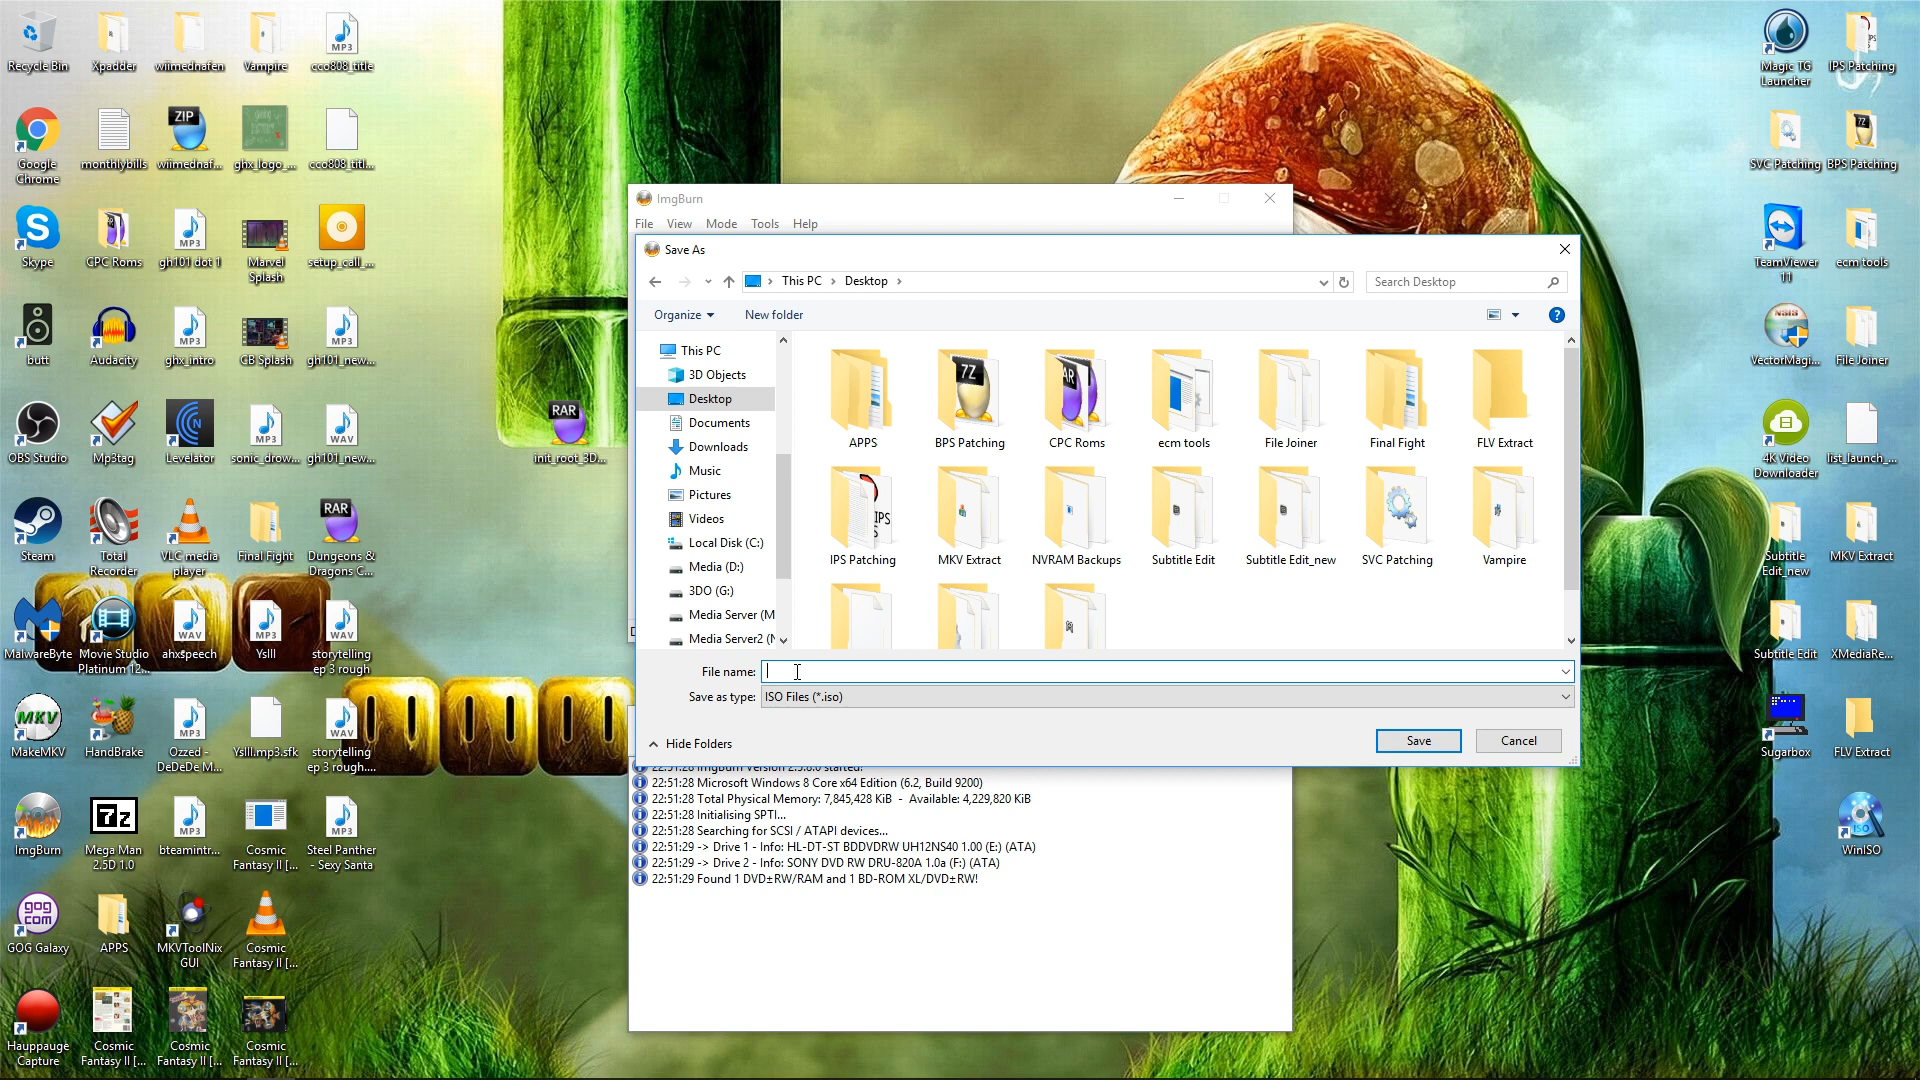 Recycle Bin
Xpadder
wiimednafen
Vampire
cco808_title
Google Chrome
monthlybills
wiimednaf...
ghx_logo_...
cco808_titl...
Skype
CPC Roms
gh101 dot 1
Marvel Splash
setup_call_...
butt
Audacity
ghx_intro
CB Splash
gh101_new...
OBS Studio
Mp3tag
Levelator
sonic_drow...
gh101_new...
init_root_3D...
Steam
Total Recorder
VLC media player
Final Fight
Dungeons & Dragons C...
MalwareByte
Movie Studio Platinum 12...
ahxspeech
YsIII
storytelling ep 3 rough
MakeMKV
HandBrake
Ozzed - DeDeDe M...
YsIII.mp3.sfk
storytelling ep 3 rough....
ImgBurn
Mega Man 2.5D 1.0
bteamintr...
Cosmic Fantasy II [...
Steel Panther - Sexy Santa
GOG Galaxy
APPS
MKVToolNix GUI
Cosmic Fantasy II [...
Hauppauge Capture
Cosmic Fantasy II [...
Cosmic Fantasy II [...
Cosmic Fantasy II [...
ImgBurn
File View Mode Tools Help
Save As
This PC > Desktop >
Search Desktop
Organize
New folder
This PC
3D Objects
Desktop
Documents
Downloads
Music
Pictures
Videos
Local Disk (C:)
Media (D:)
3DO (G:)
Media Server (M
Media Server2 (N
APPS
BPS Patching
CPC Roms
ecm tools
File Joiner
Final Fight
FLV Extract
IPS Patching
MKV Extract
NVRAM Backups
Subtitle Edit
Subtitle Edit_new
SVC Patching
Vampire
File name:
Save as type: ISO Files (*.iso)
Hide Folders
Save
Cancel
22:51:28 ImgBurn Version 2.5.8.0 started!
22:51:28 Microsoft Windows 8 Core x64 Edition (6.2, Build 9200)
22:51:28 Total Physical Memory: 7,845,428 KiB - Available: 4,229,820 KiB
22:51:28 Initialising SPTI...
22:51:28 Searching for SCSI / ATAPI devices...
22:51:29 -> Drive 1 - Info: HL-DT-ST BDDVDRW UH12NS40 1.00 (E:) (ATA)
22:51:29 -> Drive 2 - Info: SONY DVD RW DRU-820A 1.0a (F:) (ATA)
22:51:29 Found 1 DVD±RW/RAM and 1 BD-ROM XL/DVD±RW!
Magic TG Launcher
IPS Patching
SVC Patching
BPS Patching
TeamViewer 11
ecm tools
VectorMagi...
File Joiner
4K Video Downloader
list_launch_...
Subtitle Edit_new
MKV Extract
Subtitle Edit
XMediaRe...
Sugarbox
FLV Extract
WinISO